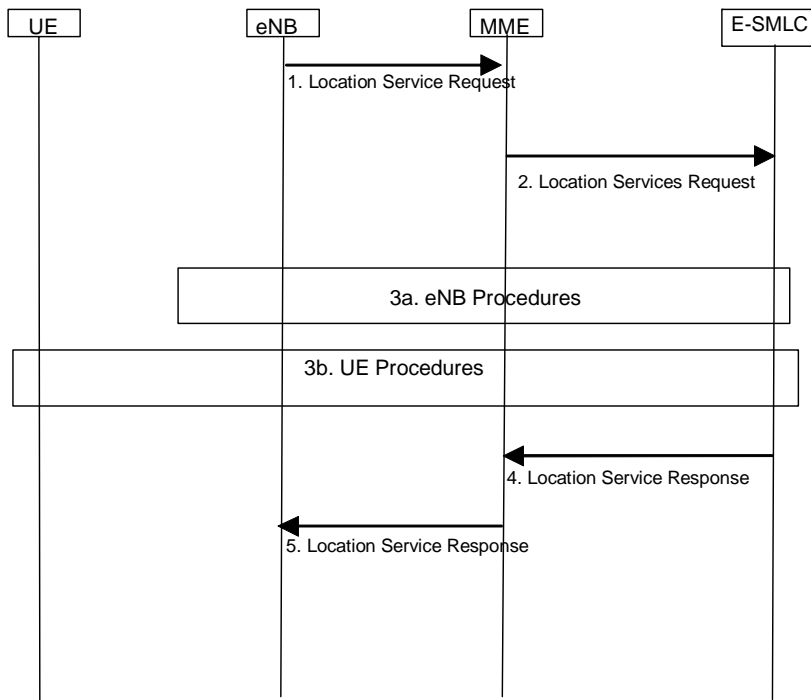 UE
eNB
MME
E-SMLC
1. Location Service Request
2. Location Services Request
3a. eNB Procedures
3b. UE Procedures
4. Location Service Response
5. Location Service Response